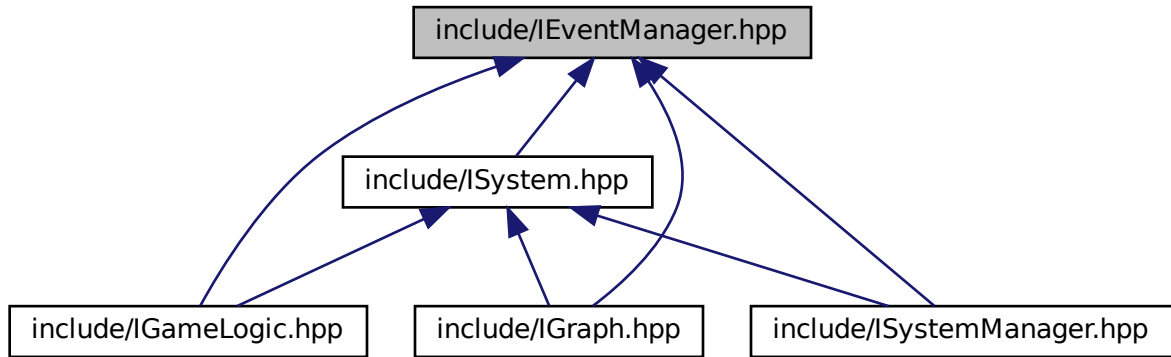 include/IEventManager.hpp
include/ISystem.hpp
include/IGameLogic.hpp
include/IGraph.hpp
include/ISystemManager.hpp